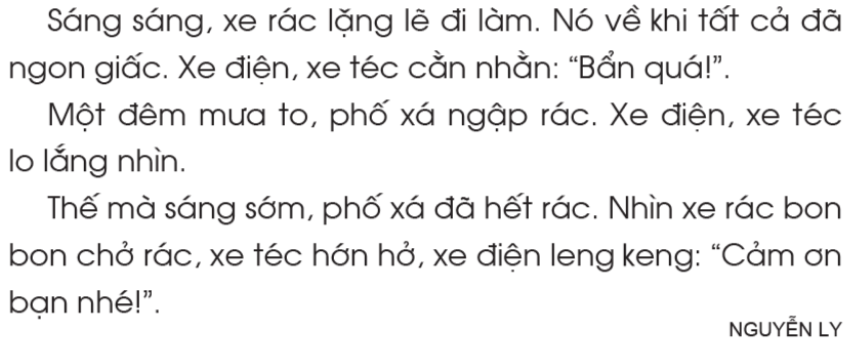 Sáng sáng, xe rác lặng lẽ đi làm. Nó về khi tất cả đã
ngon giấc. Xe điện, xe téc cằn nhằn: “Bẩn quá!”.
Một đêm mưa to, phố xá ngập rác. Xe điện, xe téc
lo lắng nhìn.
Thế mà sáng sớm, phố xá đã hết rác. Nhìn xe rác bon
bon chở rác, xe téc hớn hở, xe điện leng keng: “Cảm ơn
bạn nhé!”.
NGUYỄN LY